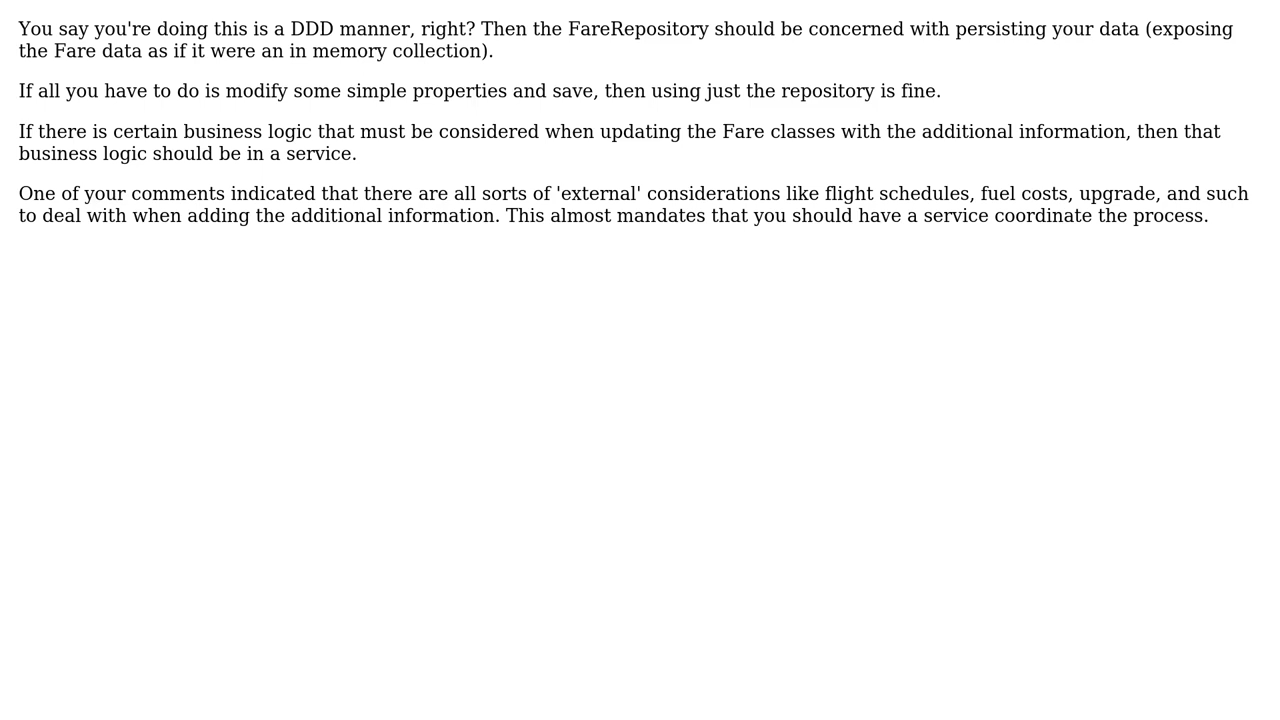 You say you're doing this is a DDD manner, right? Then the FareRepository should be concerned with persisting your data (exposing
the Fare data as if it were an in memory collection).
If all you have to do is modify some simple properties and save, then using just the repository is fine.
If there is certain business logic that must be considered when updating the Fare classes with the additional information, then that
business logic should be in a service.
One of your comments indicated that there are all sorts of 'external' considerations like flight schedules, fuel costs, upgrade, and such
to deal with when adding the additional information. This almost mandates that you should have a service coordinate the process.